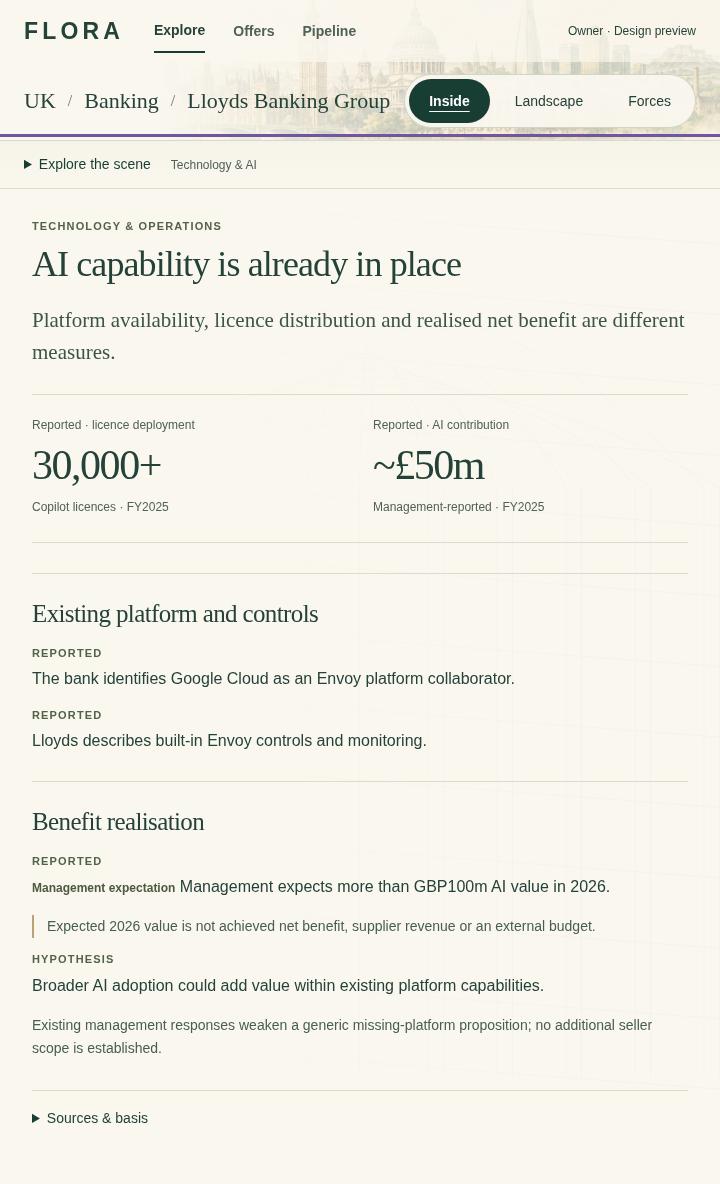 FLORA Explore Offers Pipeline Owner · Design preview
UK / Banking / Lloyds Banking Group Inside Landscape Forces
Explore the scene Technology & AI
TECHNOLOGY & OPERATIONS
AI capability is already in place
Platform availability, licence distribution and realised net benefit are different
measures.
Reported · licence deployment Reported · AI contribution
30,000+ ~£50m
Copilot licences · FY2025 Management-reported · FY2025
Existing platform and controls
REPORTED
The bank identifies Google Cloud as an Envoy platform collaborator.
REPORTED
Lloyds describes built-in Envoy controls and monitoring.
Benefit realisation
REPORTED
Management expectation Management expects more than GBP100m AI value in 2026.
Expected 2026 value is not achieved net benefit, supplier revenue or an external budget.
HYPOTHESIS
Broader AI adoption could add value within existing platform capabilities.
Existing management responses weaken a generic missing-platform proposition; no additional seller
scope is established.
Sources & basis